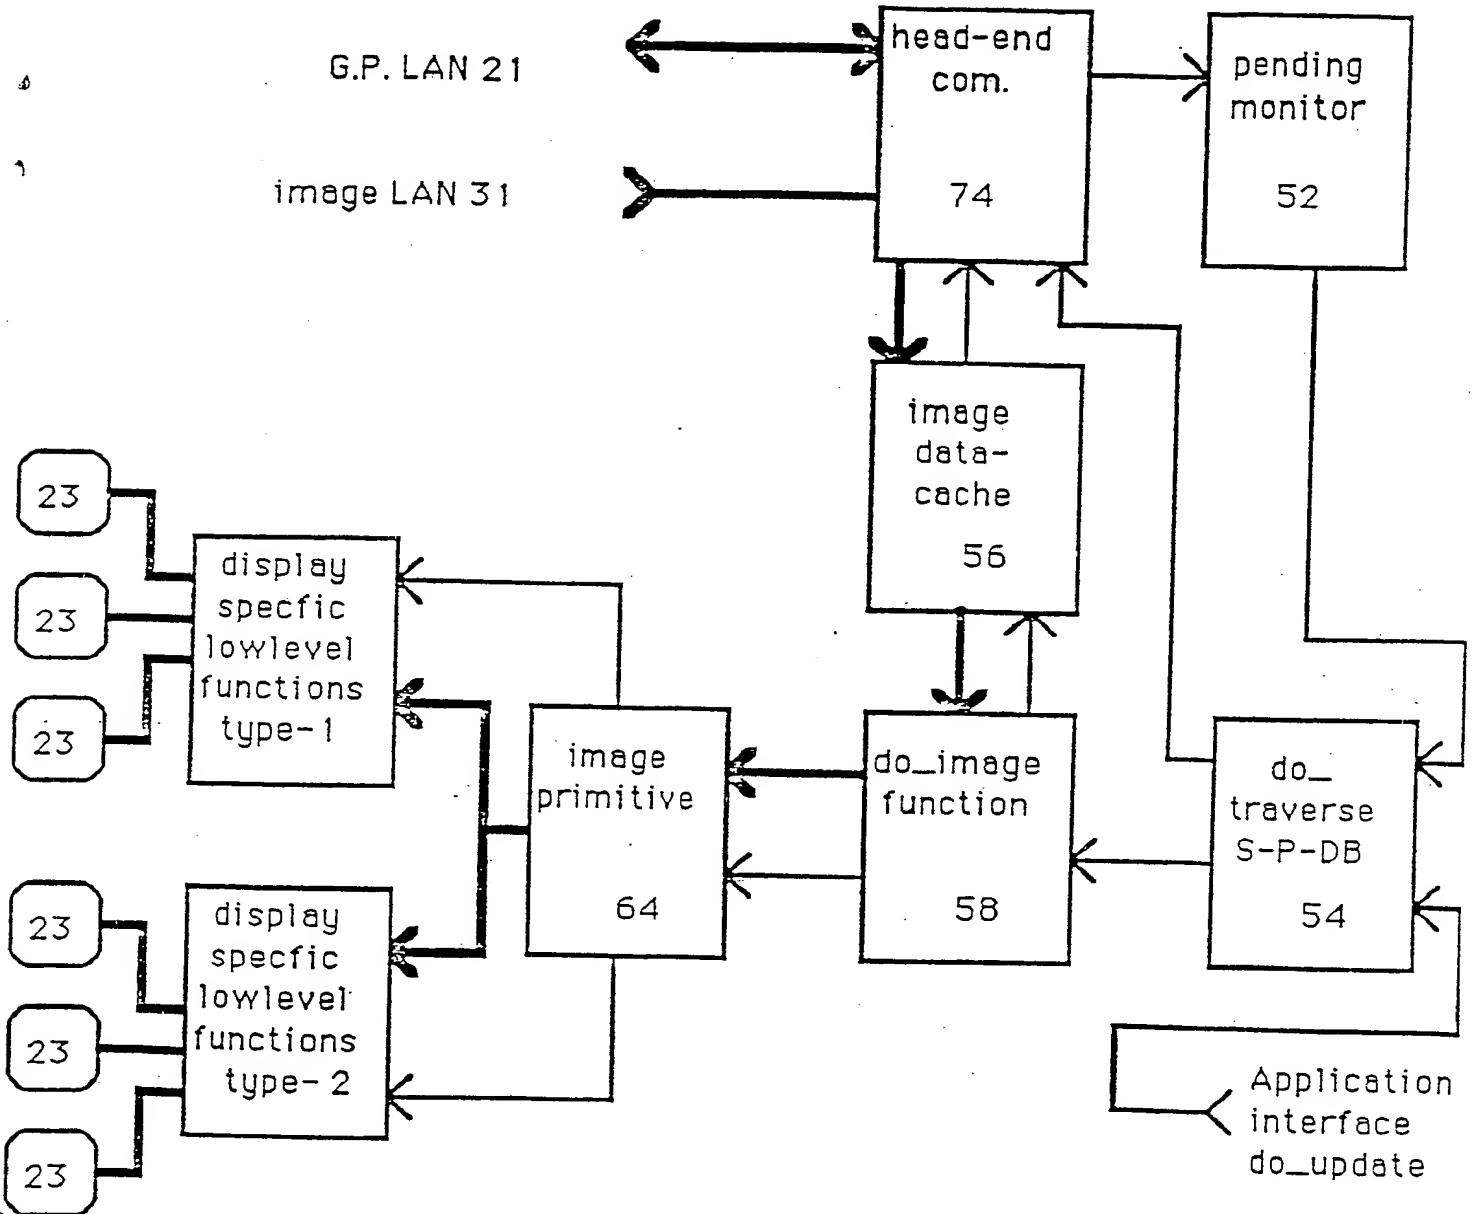 G.P. LAN 21
image LAN 31
head-end
com.
74
pending
monitor
52
image
data-
cache
56
23
23
23
display
specfic
lowlevel
functions
type-1
image
primitive
64
do_image
function
58
do_
traverse
S-P-DB
54
23
23
23
display
specfic
lowlevel
functions
type-2
Application
interface
do_update